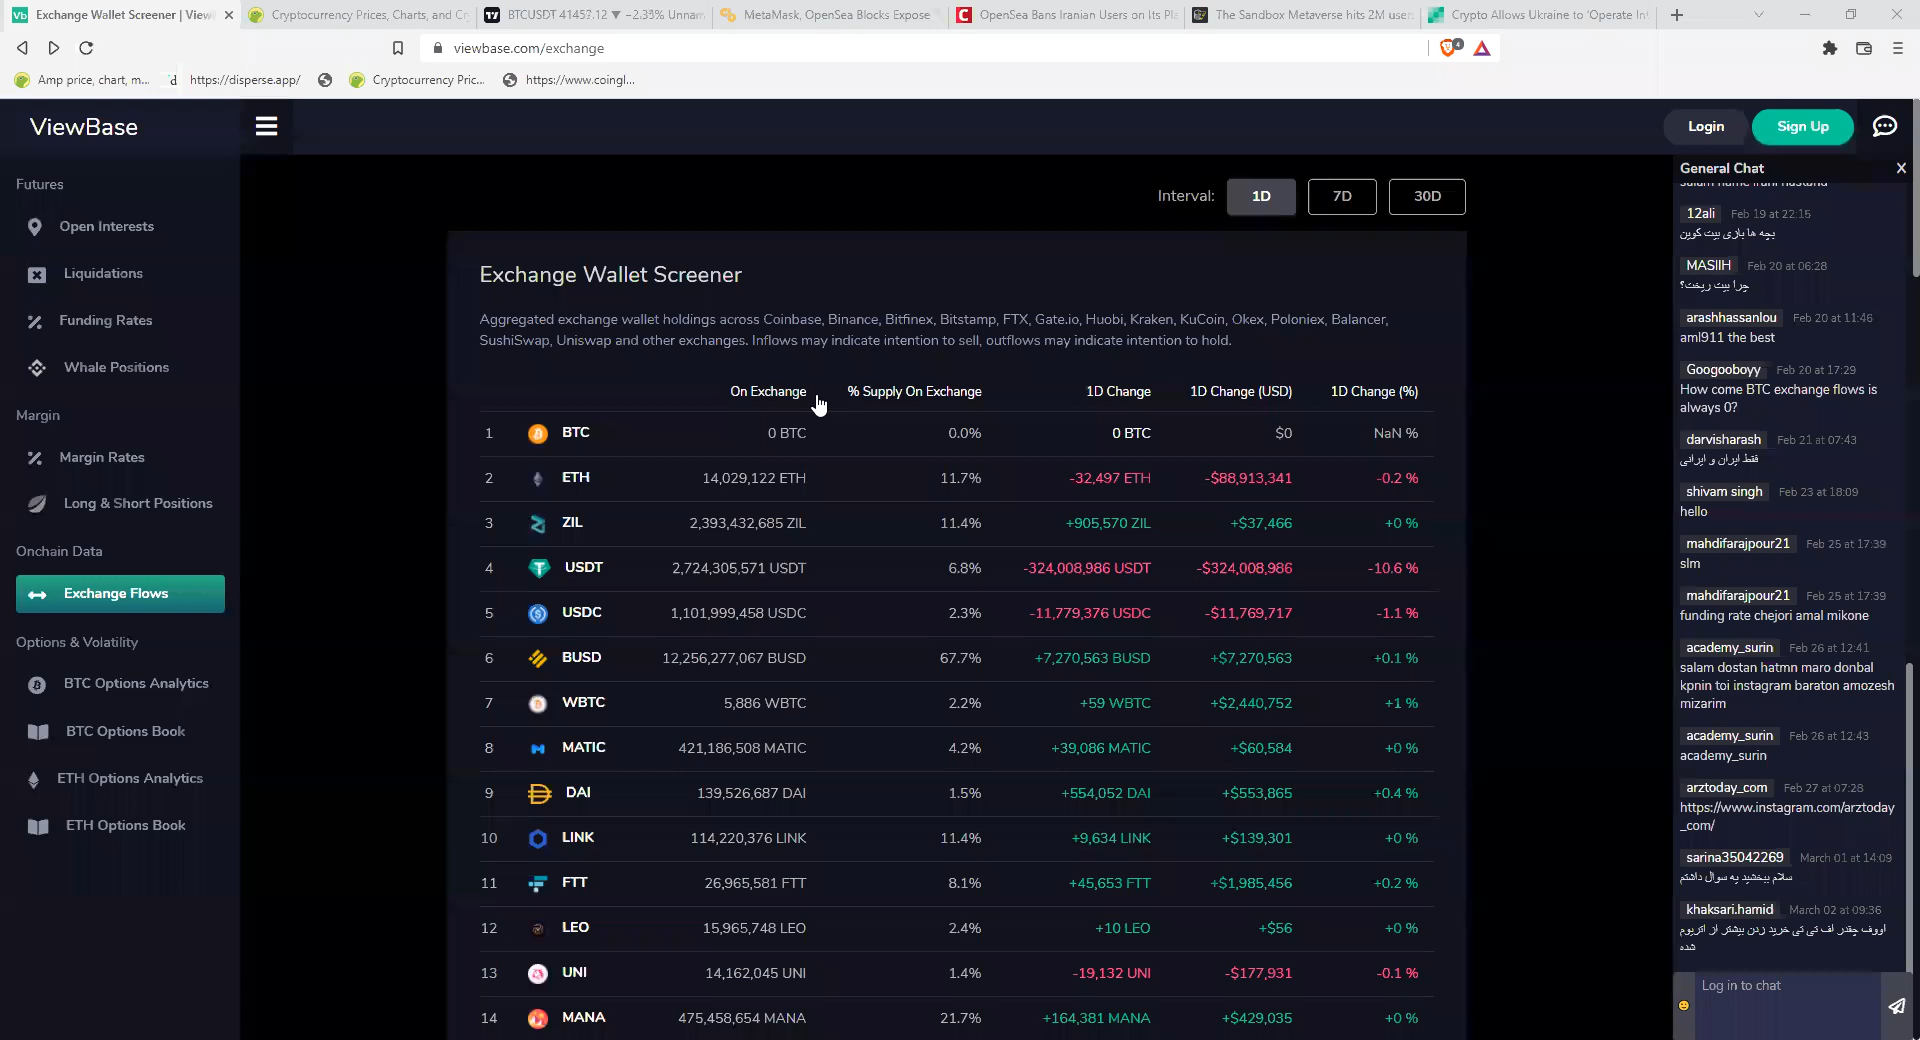 Exchange Wallet Screener | View
Cryptocurrency Prices, Charts, and Cr
BTCUSDT 41457.12 ▼ −2.35% Unnam
MetaMask, OpenSea Blocks Expose
OpenSea Bans Iranian Users on Its Pla
The Sandbox Metaverse hits 2M user
Crypto Allows Ukraine to 'Operate Int
viewbase.com/exchange
4
Amp price, chart, m...
https://disperse.app/
Cryptocurrency Pric...
https://www.coingl...
ViewBase
Login
Sign Up
Futures
Open Interests
Liquidations
Funding Rates
Whale Positions
Margin
Margin Rates
Long & Short Positions
Onchain Data
Exchange Flows
Options & Volatility
BTC Options Analytics
BTC Options Book
ETH Options Analytics
ETH Options Book
Interval: 1D 7D 30D
Exchange Wallet Screener
Aggregated exchange wallet holdings across Coinbase, Binance, Bitfinex, Bitstamp, FTX, Gate.io, Huobi, Kraken, KuCoin, Okex, Poloniex, Balancer,
SushiSwap, Uniswap and other exchanges. Inflows may indicate intention to sell, outflows may indicate intention to hold.
On Exchange % Supply On Exchange 1D Change 1D Change (USD) 1D Change (%)
1 BTC 0 BTC 0.0% 0 BTC $0 NaN %
2 ETH 14,029,122 ETH 11.7% -32,497 ETH -$88,913,341 -0.2 %
3 ZIL 2,393,432,685 ZIL 11.4% +905,570 ZIL +$37,466 +0 %
4 USDT 2,724,305,571 USDT 6.8% -324,008,986 USDT -$324,008,986 -10.6 %
5 USDC 1,101,999,458 USDC 2.3% -11,779,376 USDC -$11,769,717 -1.1 %
6 BUSD 12,256,277,067 BUSD 67.7% +7,270,563 BUSD +$7,270,563 +0.1 %
7 WBTC 5,886 WBTC 2.2% +59 WBTC +$2,440,752 +1 %
8 MATIC 421,186,508 MATIC 4.2% +39,086 MATIC +$60,584 +0 %
9 DAI 139,526,687 DAI 1.5% +554,052 DAI +$553,865 +0.4 %
10 LINK 114,220,376 LINK 11.4% +9,634 LINK +$139,301 +0 %
11 FTT 26,965,581 FTT 8.1% +45,653 FTT +$1,985,456 +0.2 %
12 LEO 15,965,748 LEO 2.4% +10 LEO +$56 +0 %
13 UNI 14,162,045 UNI 1.4% -19,132 UNI -$177,931 -0.1 %
14 MANA 475,458,654 MANA 21.7% +164,381 MANA +$429,035 +0 %
General Chat X
12ali Feb 19 at 22:15
بچه ها بازی بیت کوین
MASIIH Feb 20 at 06:28
چرا بیت ریخت؟
arashhassanlou Feb 20 at 11:46
aml911 the best
Googooboyy Feb 20 at 17:29
How come BTC exchange flows is
always 0?
darvisharash Feb 21 at 07:43
فقط ایران و ایرانی
shivam singh Feb 23 at 18:09
hello
mahdifarajpour21 Feb 25 at 17:39
slm
mahdifarajpour21 Feb 25 at 17:39
funding rate chejori amal mikone
academy_surin Feb 26 at 12:41
salam dostan hatmn maro donbal
kpnin toi instagram baraton amozesh
mizarim
academy_surin Feb 26 at 12:43
academy_surin
arztoday_com Feb 27 at 07:28
https://www.instagram.com/arztoday
_com/
sarina35042269 March 01 at 14:09
سلام ببخشید یه سوال داشتم
khaksari.hamid March 02 at 09:36
اووف چقدر اف تی تی خرید زدن بیشتر از اتریوم
شده
Log in to chat